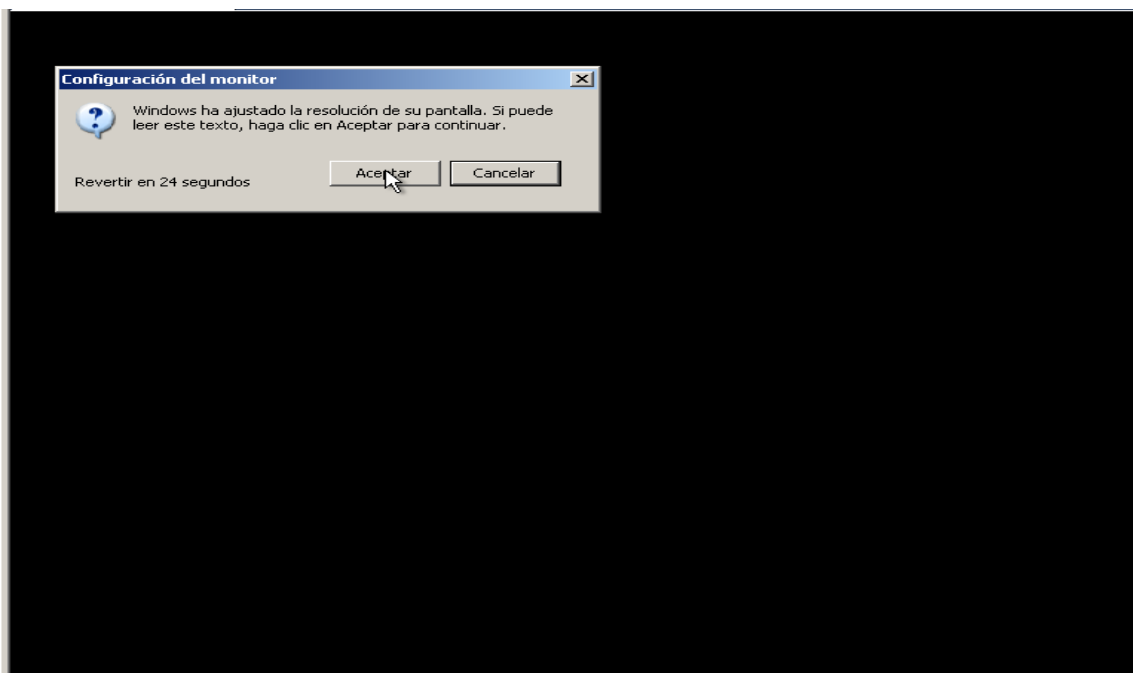 Configuración del monitor
Windows ha ajustado la resolución de su pantalla. Si puede
leer este texto, haga clic en Aceptar para continuar.
Revertir en 24 segundos
Aceptar
Cancelar